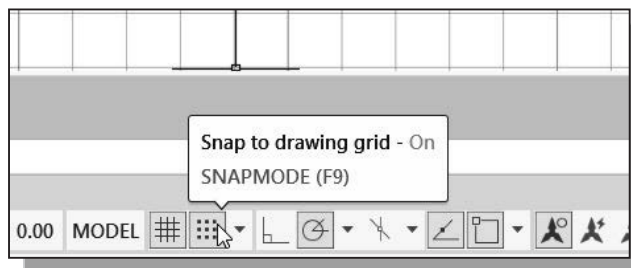 Snap to drawing grid - On
SNAPMODE (F9)
0.00 MODEL